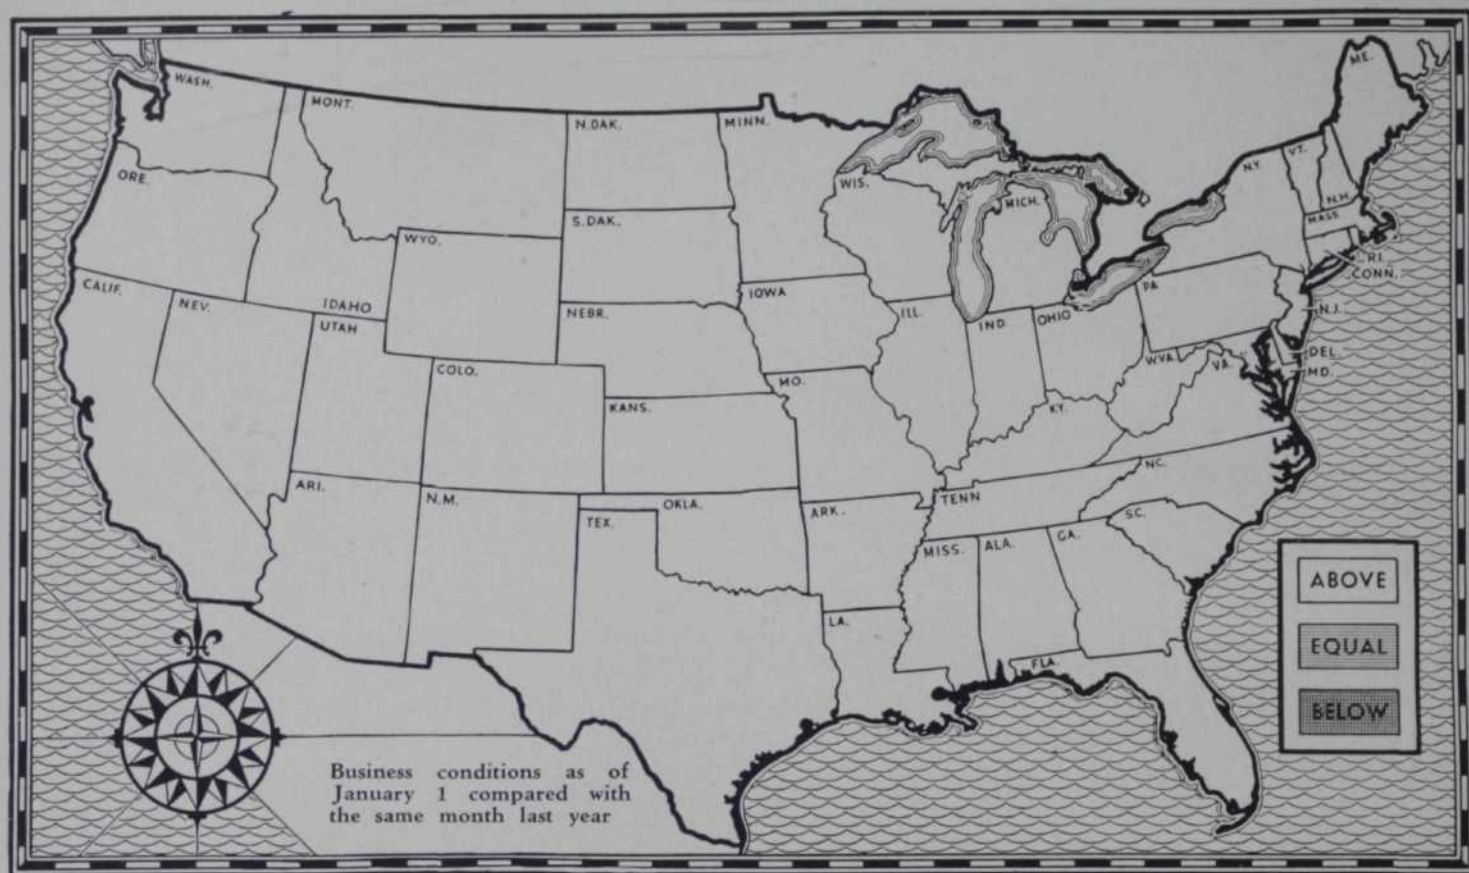 WASH.
MONT.
N.DAK.
MINN.
ME.
ORE.
WIS.
MICH.
N.Y.
VT.
N.H.
MASS.
S.DAK.
WYO.
R.I.
CONN.
CALIF.
NEV.
IDAHO
UTAH
NEBR.
IOWA
ILL.
IND.
OHIO
PA.
N.J.
COLO.
KANS.
MO.
KY.
W.VA.
VA.
DEL.
MD.
ARI.
N.M.
TEX.
OKLA.
ARK.
TENN
N.C.
S.C.
MISS.
ALA.
GA.
LA.
FLA.
ABOVE
EQUAL
BELOW
Business conditions as of
January 1 compared with
the same month last year